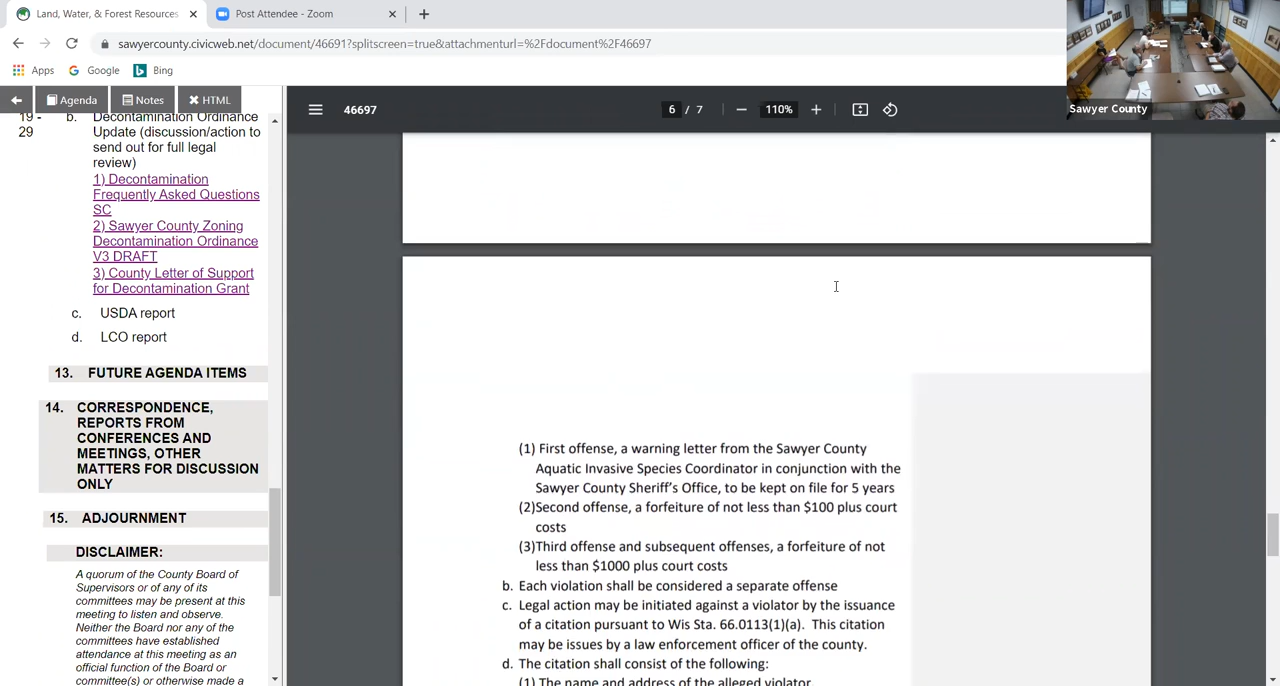 Land, Water, & Forest Resources
Post Attendee - Zoom
sawyercounty.civicweb.net/document/46691?splitscreen=true&attachmenturl=%2Fdocument%2F46697
Apps Google Bing
Sawyer County
Agenda Notes HTML
46697
6 / 7
110%
19 - b. Decontamination Ordinance
29 Update (discussion/action to
send out for full legal
review)
1) Decontamination
Frequently Asked Questions
SC
2) Sawyer County Zoning
Decontamination Ordinance
V3 DRAFT
3) County Letter of Support
for Decontamination Grant
c. USDA report
d. LCO report
13. FUTURE AGENDA ITEMS
14. CORRESPONDENCE,
REPORTS FROM
CONFERENCES AND
MEETINGS, OTHER
MATTERS FOR DISCUSSION
ONLY
15. ADJOURNMENT
DISCLAIMER:
A quorum of the County Board of
Supervisors or of any of its
committees may be present at this
meeting to listen and observe.
Neither the Board nor any of the
committees have established
attendance at this meeting as an
official function of the Board or
committee(s) or otherwise made a
(1) First offense, a warning letter from the Sawyer County
Aquatic Invasive Species Coordinator in conjunction with the
Sawyer County Sheriff's Office, to be kept on file for 5 years
(2)Second offense, a forfeiture of not less than $100 plus court
costs
(3)Third offense and subsequent offenses, a forfeiture of not
less than $1000 plus court costs
b. Each violation shall be considered a separate offense
c. Legal action may be initiated against a violator by the issuance
of a citation pursuant to Wis Sta. 66.0113(1)(a). This citation
may be issues by a law enforcement officer of the county.
d. The citation shall consist of the following:
(1) The name and address of the alleged violator.